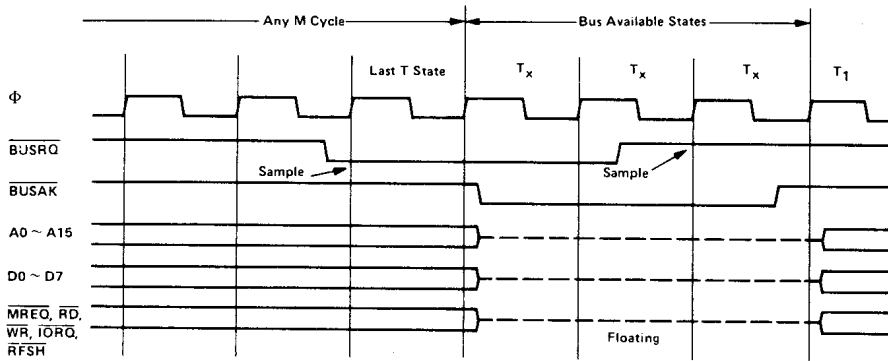 Any M Cycle Bus Available States
Last T State Tx Tx Tx T1
Φ
BUSRQ
Sample Sample
BUSAK
A0 ~ A15
D0 ~ D7
MREQ, RD,
WR, IORQ,
RFSH
Floating